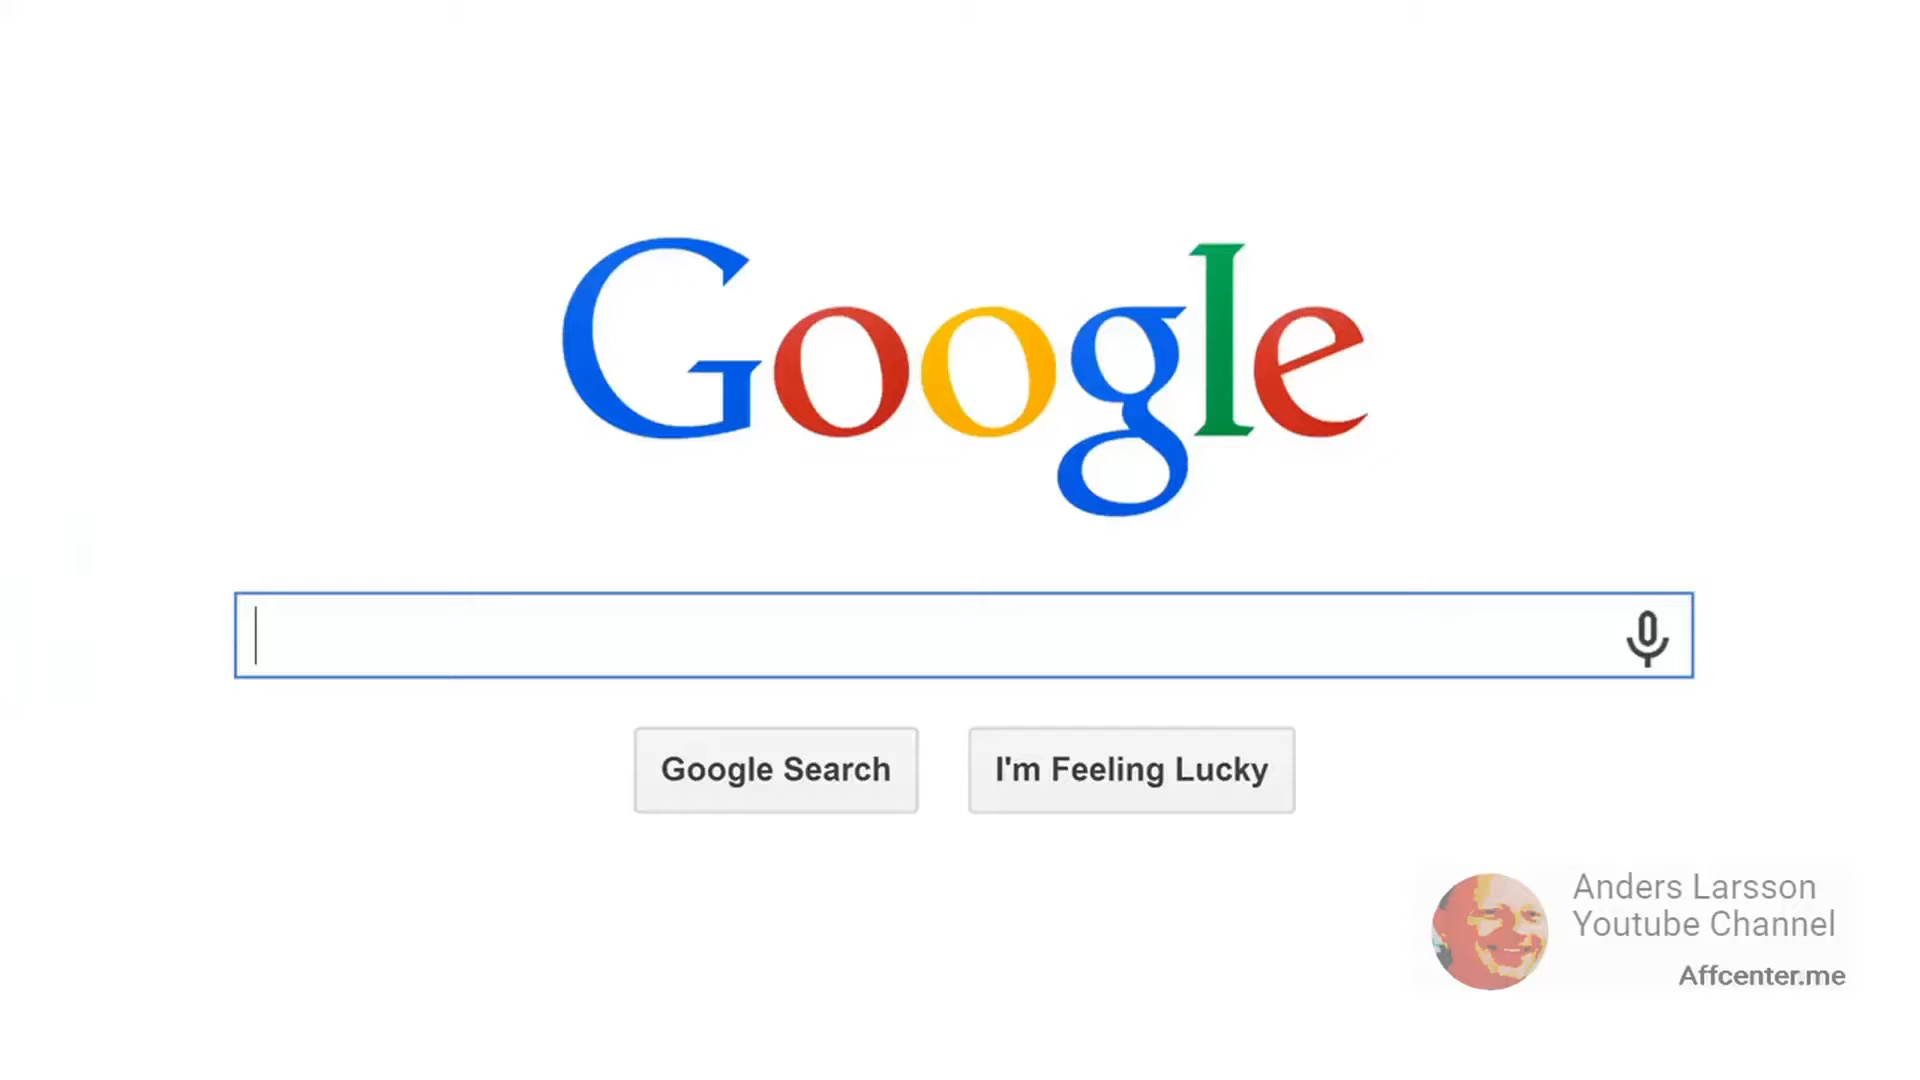 Google
Google Search
I'm Feeling Lucky
Anders Larsson
Youtube Channel
Affcenter.me